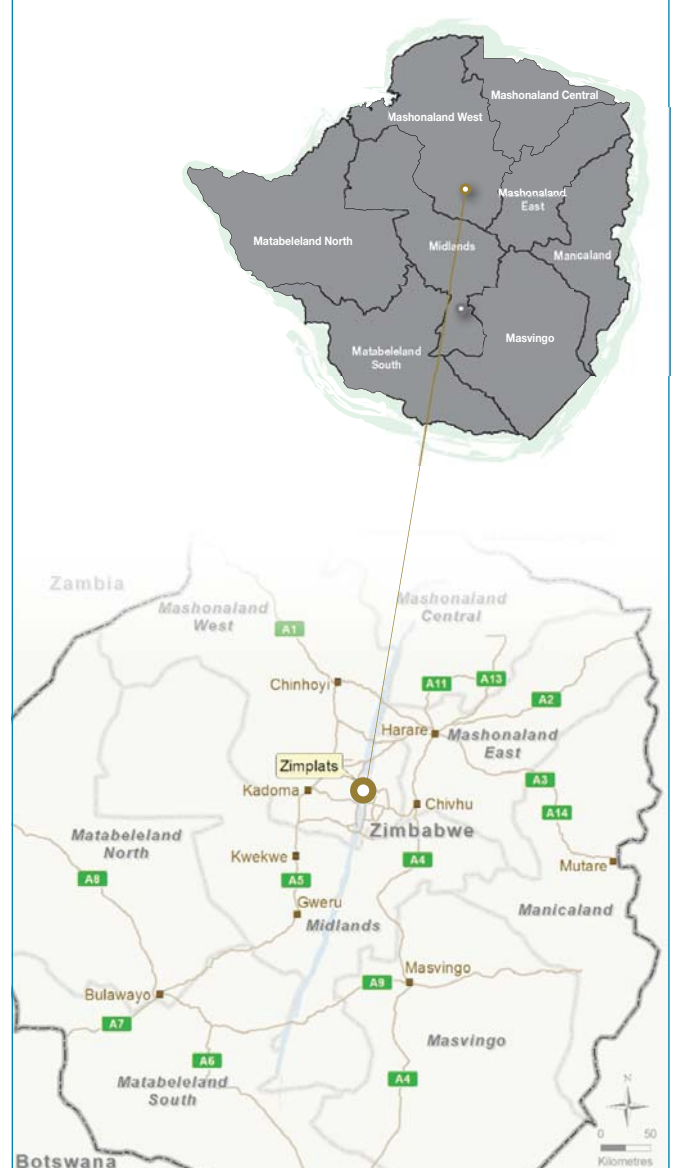 Mashonaland Central
Mashonaland West
Mashonaland
East
Matabeleland North
Midlands
Manicaland
Masvingo
Matabeleland
South
Zambia
Mashonaland
West
Mashonaland
Central
A1
Chinhoyi
A11
A13
A2
Harare
Mashonaland
East
Zimplats
A3
Kadoma
Chivhu
A14
Zimbabwe
Matabeleland
North
Kwekwe
A4
Mutare
A8
A5
Gweru
Manicaland
Midlands
Masvingo
A9
Bulawayo
A7
Masvingo
A6
A4
Matabeleland
South
N
0 50
Kilometres
Botswana